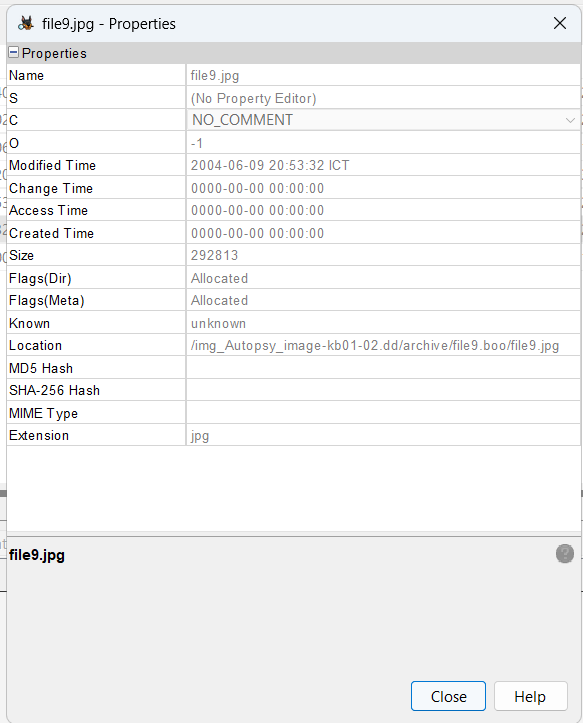 file9.jpg - Properties
Properties
Name file9.jpg
S (No Property Editor)
C NO_COMMENT
O -1
Modified Time 2004-06-09 20:53:32 ICT
Change Time 0000-00-00 00:00:00
Access Time 0000-00-00 00:00:00
Created Time 0000-00-00 00:00:00
Size 292813
Flags(Dir) Allocated
Flags(Meta) Allocated
Known unknown
Location /img_Autopsy_image-kb01-02.dd/archive/file9.boo/file9.jpg
MD5 Hash
SHA-256 Hash
MIME Type
Extension jpg
file9.jpg
?
Close Help